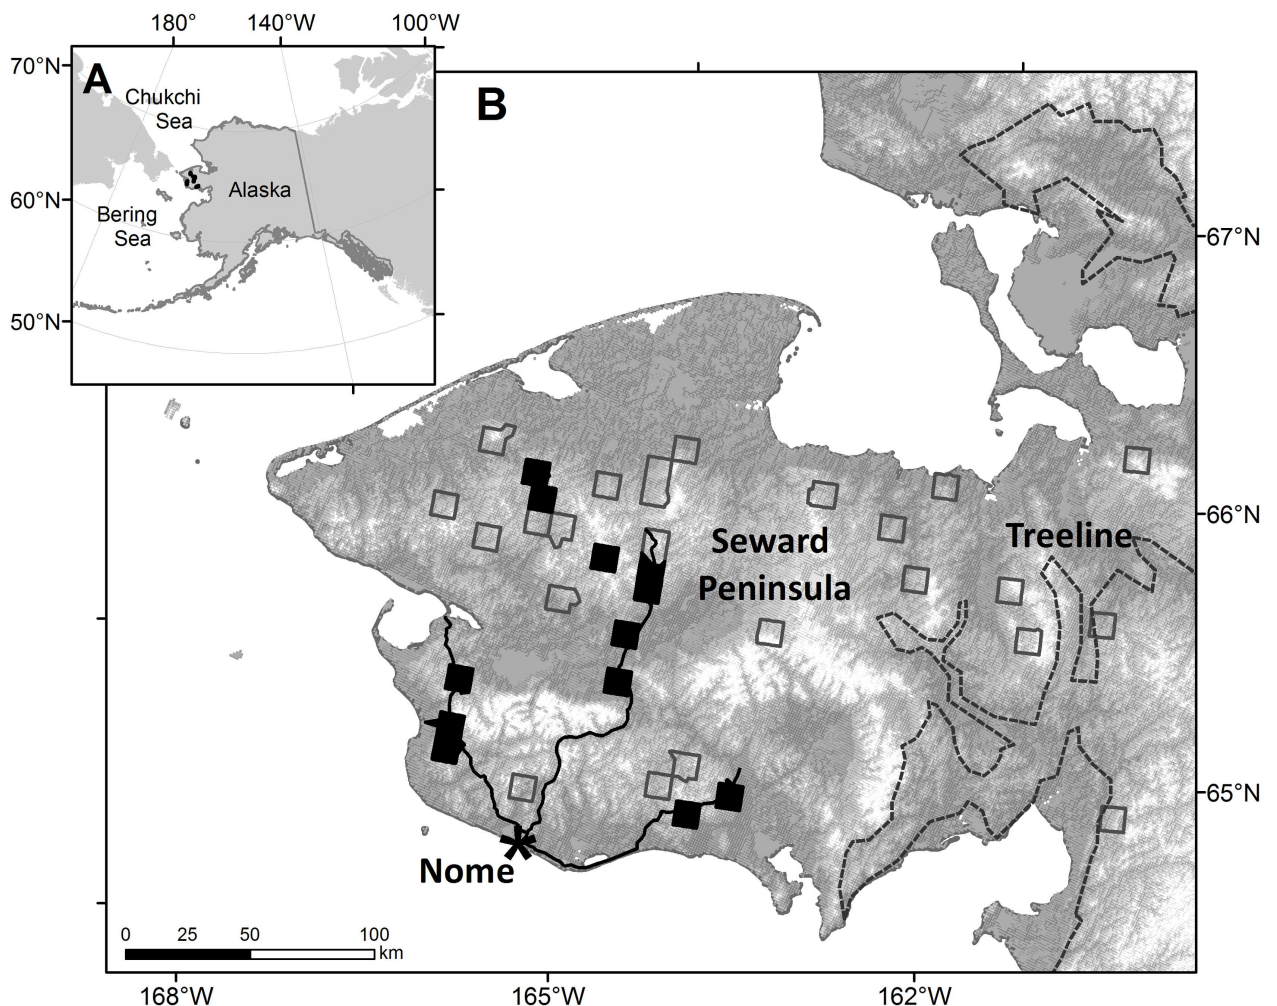 180° 140°W 100°W
70°N
60°N
50°N
A
Chukchi
Sea
Alaska
Bering
Sea
B
67°N
66°N
65°N
Seward
Peninsula
Treeline
Nome
0 25 50 100
km
168°W 165°W 162°W